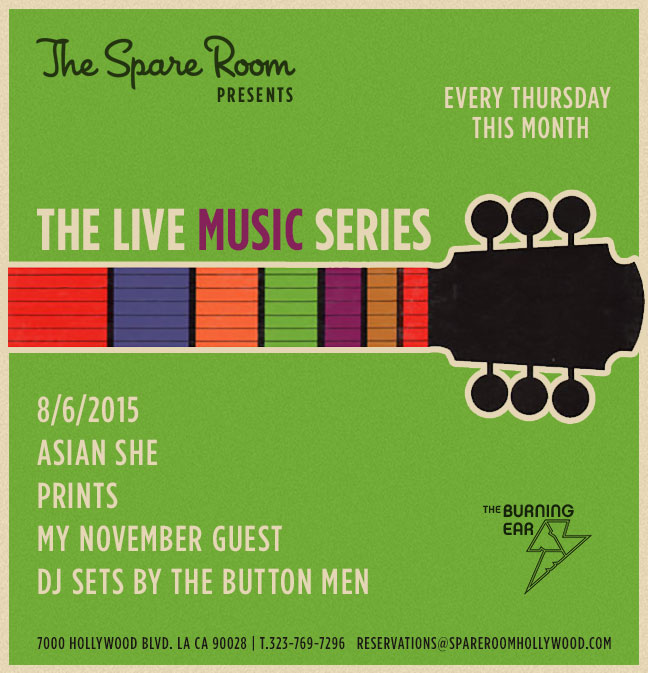 The Spare Room
PRESENTS
EVERY THURSDAY
THIS MONTH
THE LIVE MUSIC SERIES
8/6/2015
ASIAN SHE
PRINTS
MY NOVEMBER GUEST
DJ SETS BY THE BUTTON MEN
THE BURNING
EAR
7000 HOLLYWOOD BLVD. LA CA 90028 | T.323-769-7296 RESERVATIONS@SPAREROOMHOLLYWOOD.COM